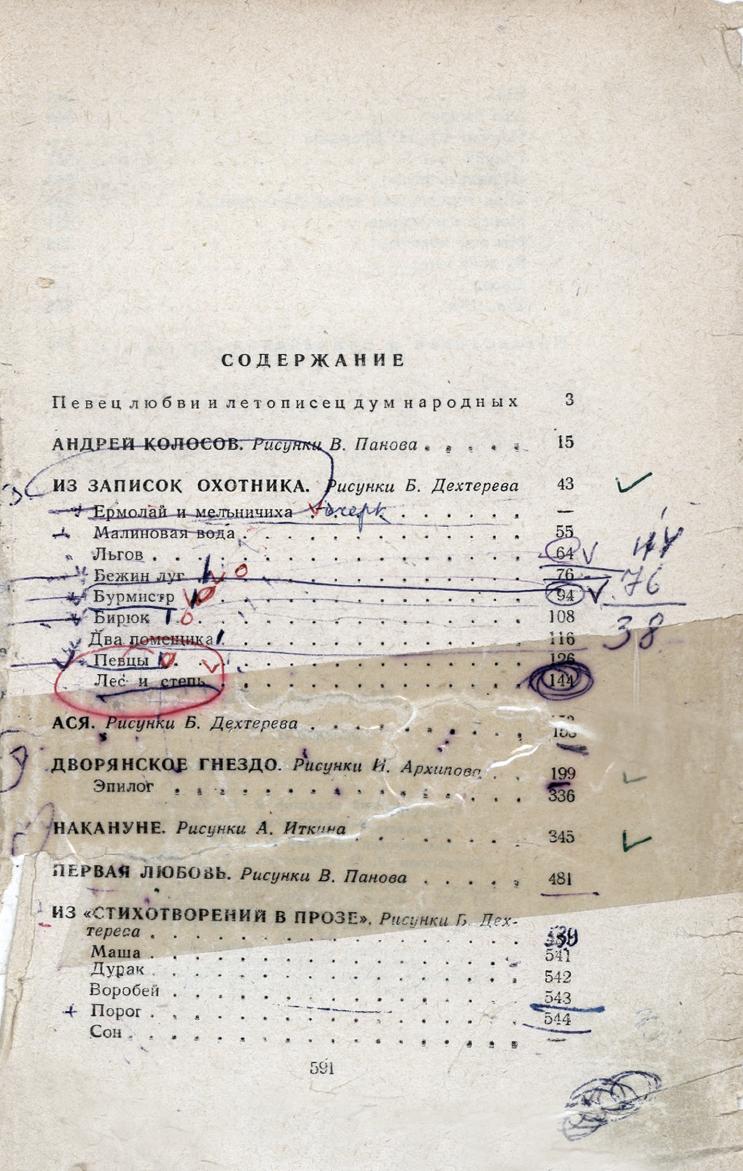 СОДЕРЖАНИЕ
Певец любви и летописец дум народных 3
АНДРЕЙ КОЛОСОВ. Рисунки В. Панова . . . . . 15
ИЗ ЗАПИСОК ОХОТНИКА. Рисунки Б. Дехтерева 43
Ермолай и мельничиха . очерк . . . . . —
Малиновая вода . . . . . 55
Льгов . . . . . 64 44
Бежин луг . . . . . 76 76
Бурмистр . . . . . 94
Бирюк . . . . . 108 38
Два помещика . . . . . 116
Певцы . . . . . 126
Лес и степь . . . . . 144
АСЯ. Рисунки Б. Дехтерева . . . . .
ДВОРЯНСКОЕ ГНЕЗДО. Рисунки И. Архипова . 199
Эпилог . . . . . 336
НАКАНУНЕ. Рисунки А. Иткина . . . . . 345
ПЕРВАЯ ЛЮБОВЬ. Рисунки В. Панова . . . . . 481
ИЗ «СТИХОТВОРЕНИЙ В ПРОЗЕ». Рисунки Б. Дех-
тереса . . . . . 539
Маша . . . . . 541
Дурак . . . . . 542
Воробей . . . . . 543
Порог . . . . . 544
Сон . . . . . —
591